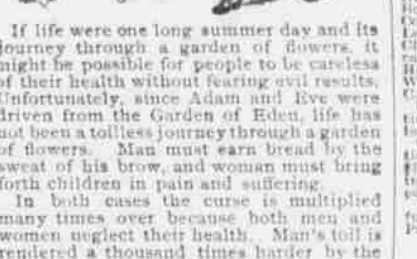 If life were one long summer day and its
journey through a garden of flowers, it
might be possible for people to be careless
of their health without fearing evil results.
Unfortunately, since Adam and Eve were
driven from the Garden of Eden, life has
not been a toilless journey through a garden
of flowers. Man must earn bread by the
sweat of his brow, and woman must bring
forth children in pain and suffering.
In both cases the curse is multiplied
many times over because both men and
women neglect their health. Man's toil is
rendered a thousand times harder by the